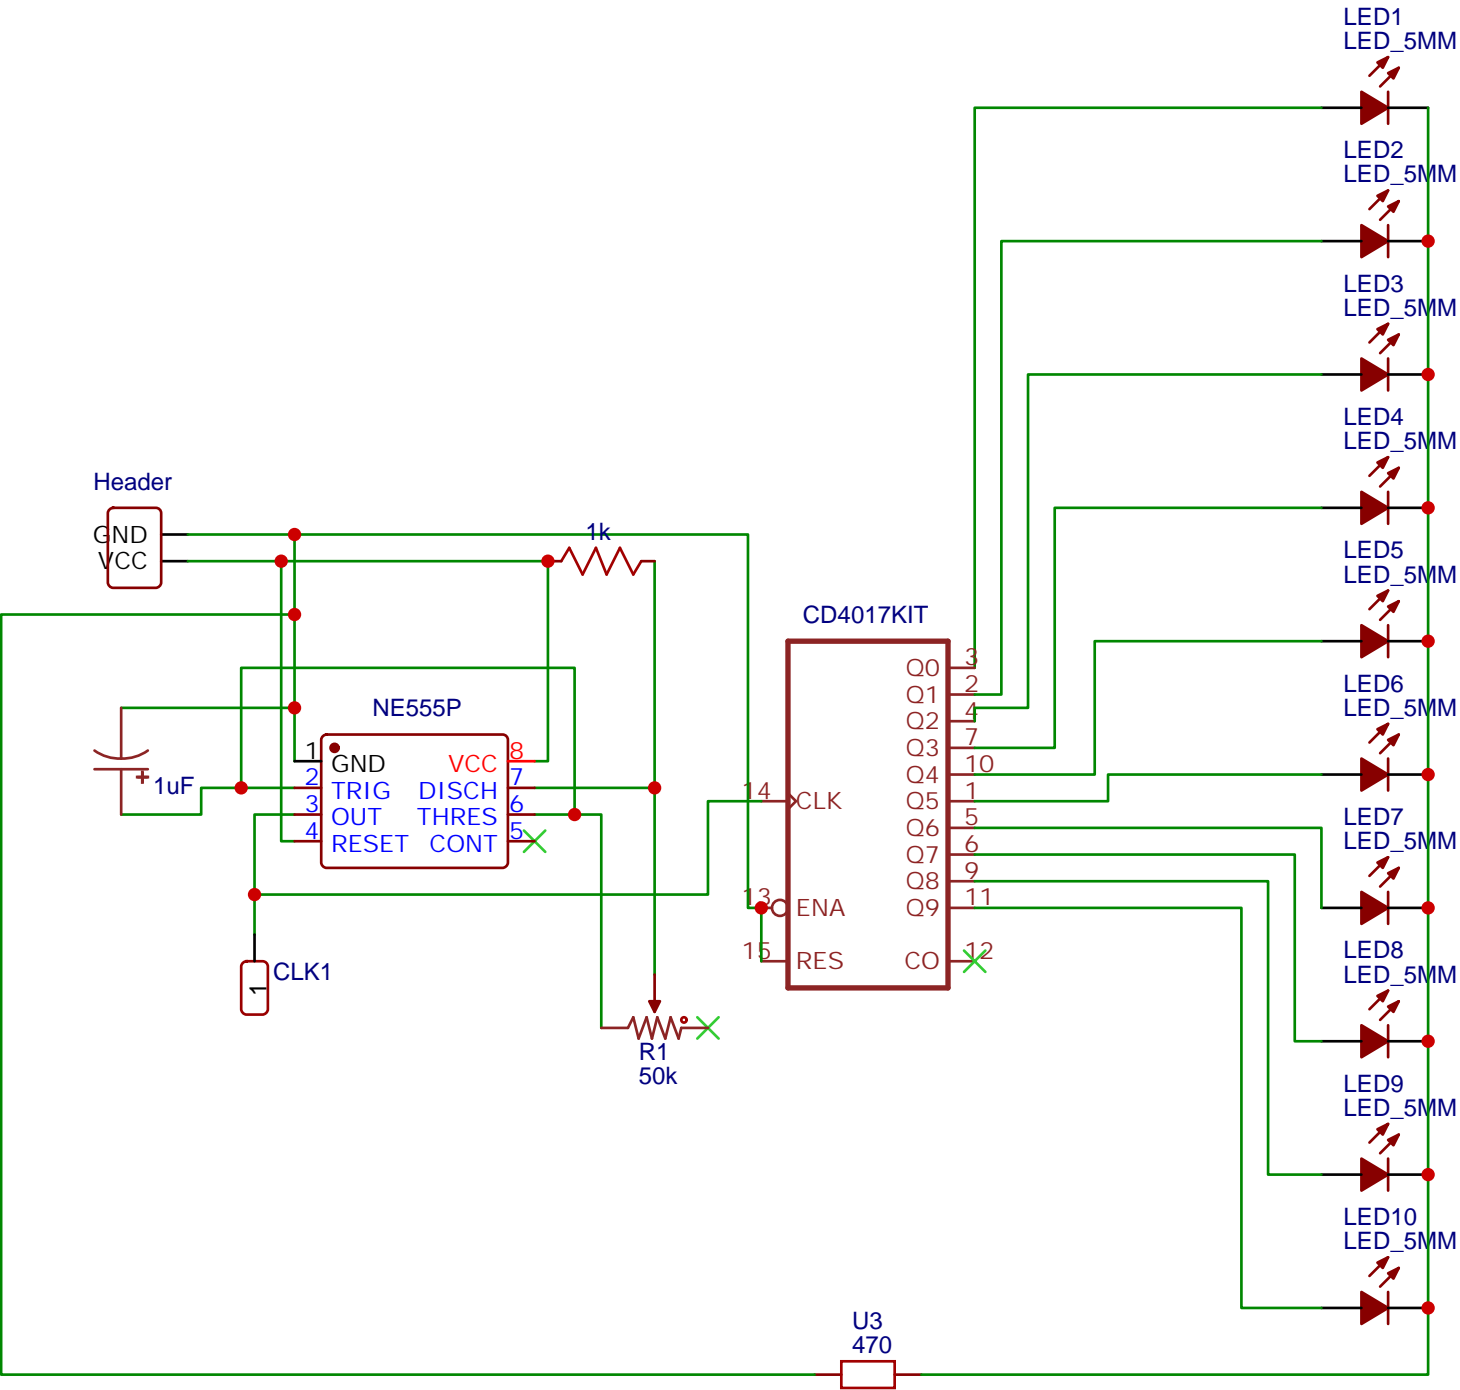 LED1
LED_5MM
LED2
LED_5MM
LED3
LED_5MM
LED4
LED_5MM
Header
GND
VCC
1k
LED5
LED_5MM
CD4017KIT
Q0 3
Q1 2
Q2 4
Q3 7
Q4 10
Q5 1
Q6 5
Q7 6
Q8 9
Q9 11
CO 12
14 CLK
13 ENA
15 RES
LED6
LED_5MM
NE555P
1 GND
2 TRIG
3 OUT
4 RESET
VCC 8
DISCH 7
THRES 6
CONT 5
+ 1uF
LED7
LED_5MM
CLK1
1
LED8
LED_5MM
R1
50k
LED9
LED_5MM
LED10
LED_5MM
U3
470